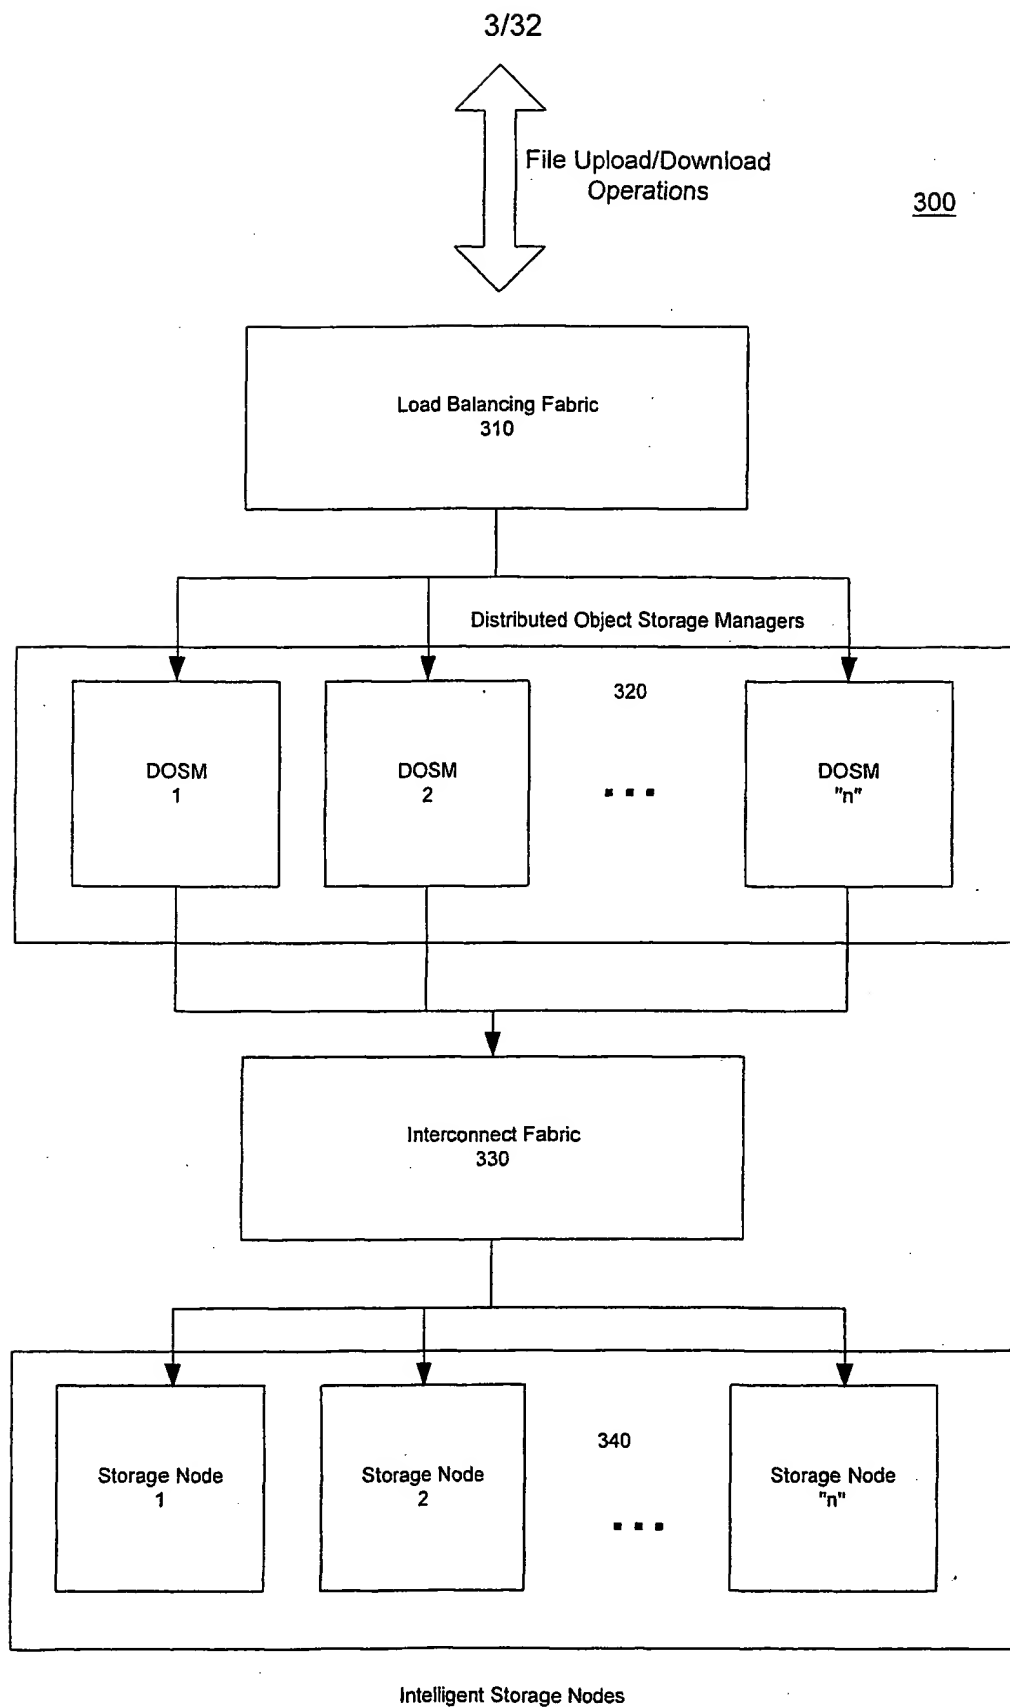 3/32
File Upload/Download
Operations
300
Load Balancing Fabric
310
Distributed Object Storage Managers
320
DOSM
1
DOSM
2
. . .
DOSM
"n"
Interconnect Fabric
330
340
Storage Node
1
Storage Node
2
. . .
Storage Node
"n"
Intelligent Storage Nodes